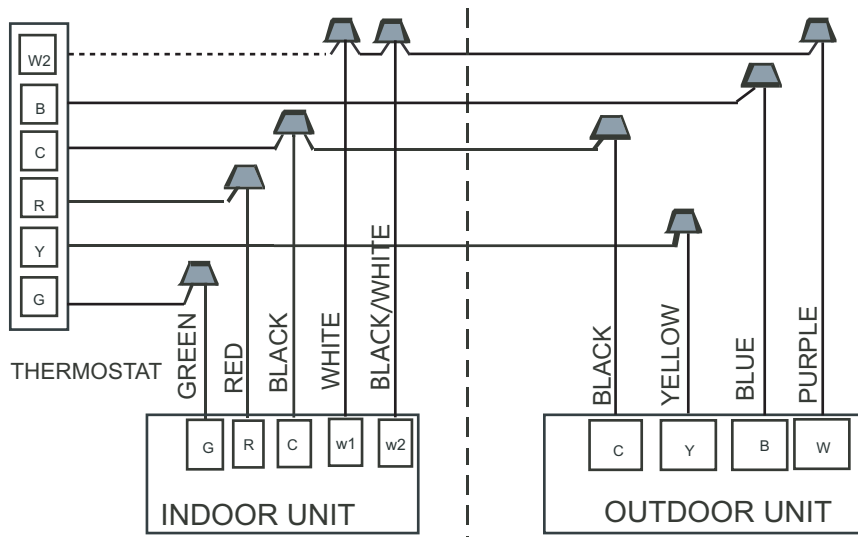 W2
B
C
R
Y
G
THERMOSTAT
GREEN
RED
BLACK
WHITE
BLACK/WHITE
BLACK
YELLOW
BLUE
PURPLE
G R C w1 w2
INDOOR UNIT
C Y B W
OUTDOOR UNIT